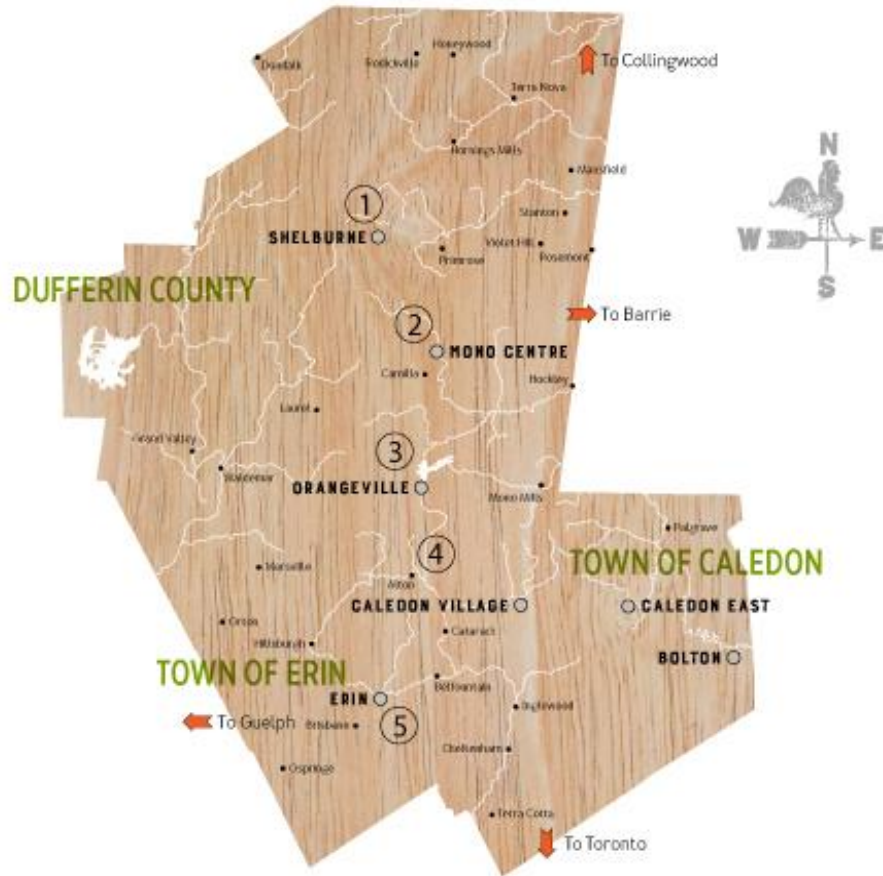 Honeywood
Dundalk
To Collingwood
Terra Nova
Hornings Mills
Mansfield
N
1
Stanton
SHELBURNE
Violet Hill
W
E
Primrose
Rosemont
S
DUFFERIN COUNTY
2
To Barrie
MONO CENTRE
Camilla
Hockley
Laurel
Grand Valley
3
Waldemar
ORANGEVILLE
Mono Mills
Palgrave
4
TOWN OF CALEDON
Marsville
Alton
CALEDON VILLAGE
CALEDON EAST
Orton
Cataract
Hillsburgh
BOLTON
TOWN OF ERIN
Belfountain
ERIN
Inglewood
To Guelph
Brisbane
5
Cheltenham
Ospringe
Terra Cotta
To Toronto